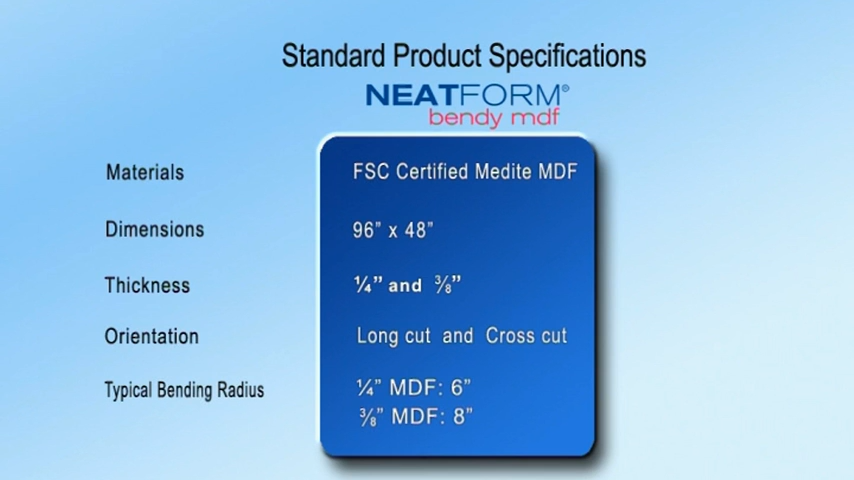 Standard Product Specifications
NEATFORM®
bendy mdf
Materials FSC Certified Medite MDF
Dimensions 96” x 48”
Thickness ¼” and ⅜”
Orientation Long cut and Cross cut
Typical Bending Radius ¼” MDF: 6”
⅜” MDF: 8”